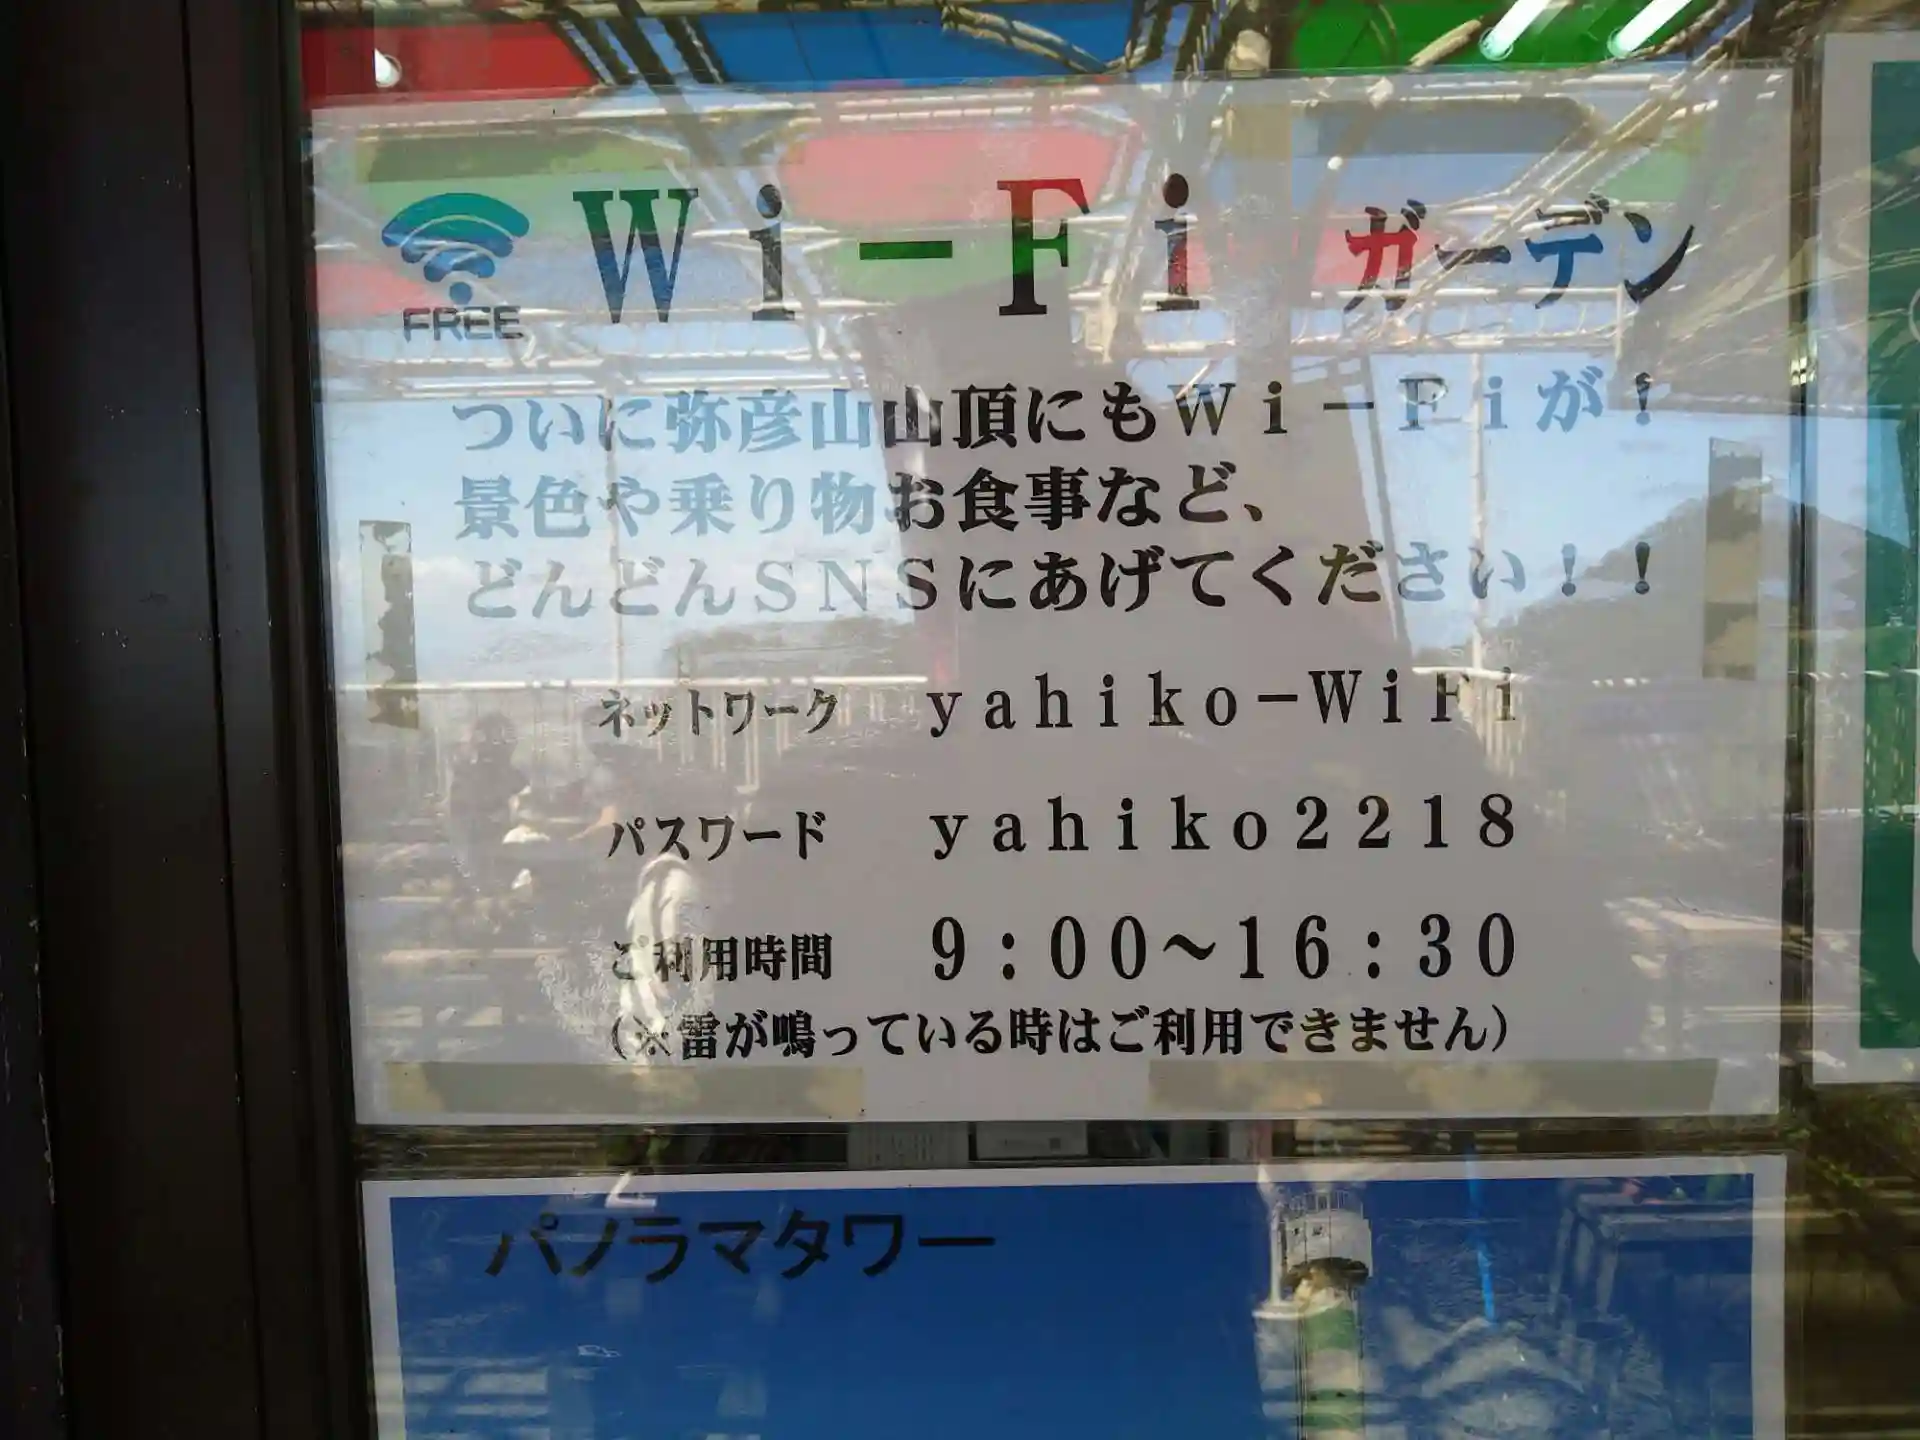 FREE Wi-Fi ガーデン
ついに弥彦山山頂にもWi-Fiが!
景色や乗り物お食事など、
どんどんSNSにあげてください!!
ネットワーク yahiko-WiFi
パスワード yahiko2218
ご利用時間 9:00~16:30
(※雷が鳴っている時はご利用できません)
パノラマタワー